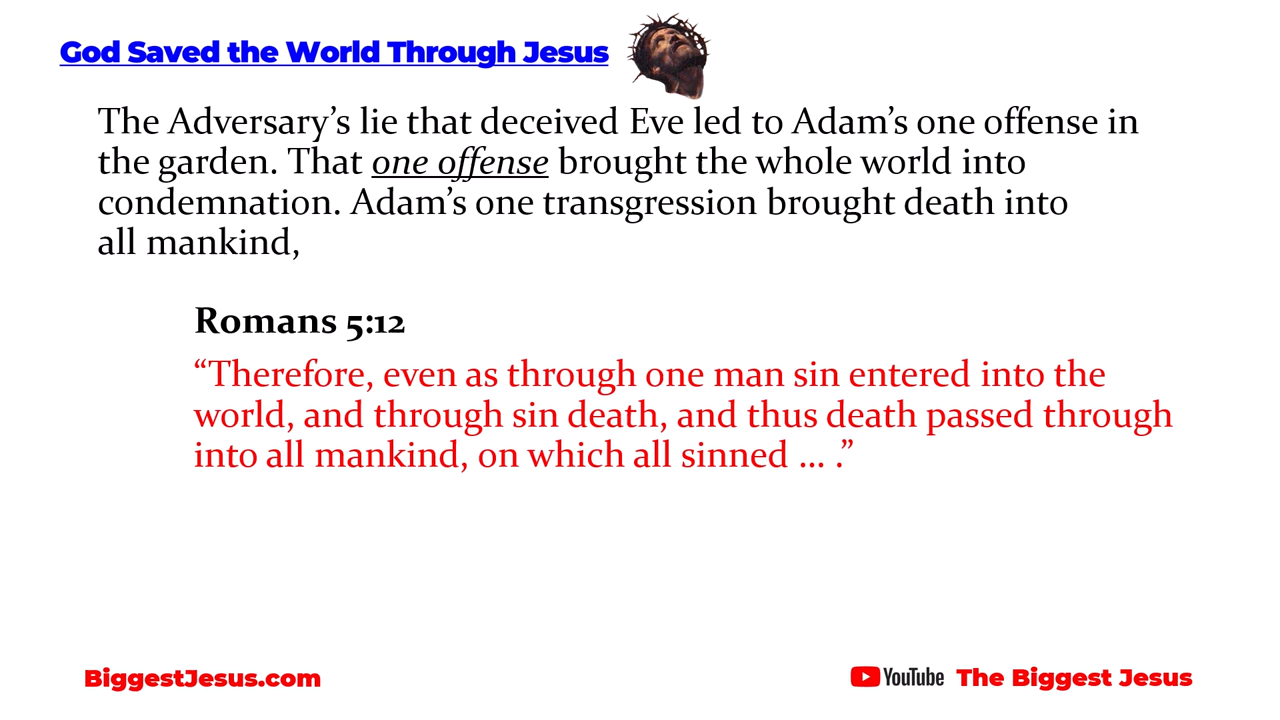 God Saved the World Through Jesus
The Adversary’s lie that deceived Eve led to Adam’s one offense in
the garden. That one offense brought the whole world into
condemnation. Adam’s one transgression brought death into
all mankind,
Romans 5:12
“Therefore, even as through one man sin entered into the
world, and through sin death, and thus death passed through
into all mankind, on which all sinned … .”
BiggestJesus.com
YouTube The Biggest Jesus